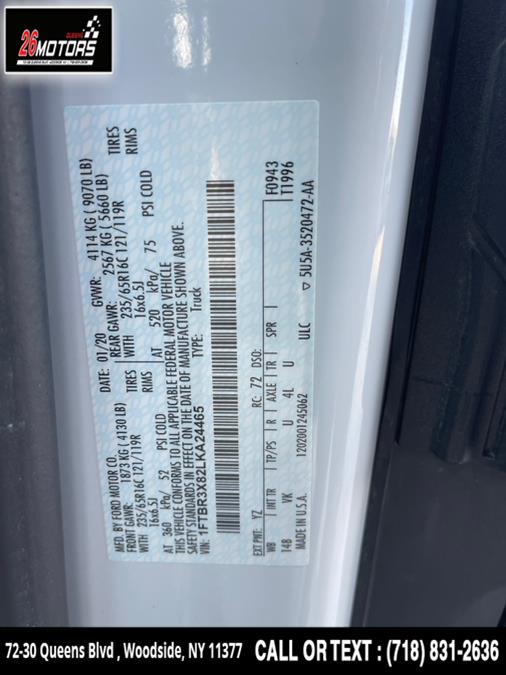 QUEENS
26MOTORS
MFD. BY FORD MOTOR CO.
DATE: 01/20 GVWR: 4114 KG ( 9070 LB)
FRONT GAWR: 1873 KG ( 4130 LB) REAR GAWR: 2567 KG ( 5660 LB)
WITH 235/65R16C 121/119R TIRES WITH 235/65R16C 121/119R TIRES
16x6.5J RIMS 16x6.5J RIMS
AT 360 kPa/ 52 PSI COLD AT 520 kPa/ 75 PSI COLD
THIS VEHICLE CONFORMS TO ALL APPLICABLE FEDERAL MOTOR VEHICLE
SAFETY STANDARDS IN EFFECT ON THE DATE OF MANUFACTURE SHOWN ABOVE.
VIN: 1FTBR3X82LKA24465 TYPE: Truck
F0943
EXT PNT: YZ RC: 72 DSO: T1996
WB INT TR TP/PS R AXLE TR SPR
148 VK U 4L U
ULC ▽ 5U5A-3520472-AA
MADE IN U.S.A. 1202001245062
72-30 Queens Blvd , Woodside, NY 11377 CALL OR TEXT : (718) 831-2636